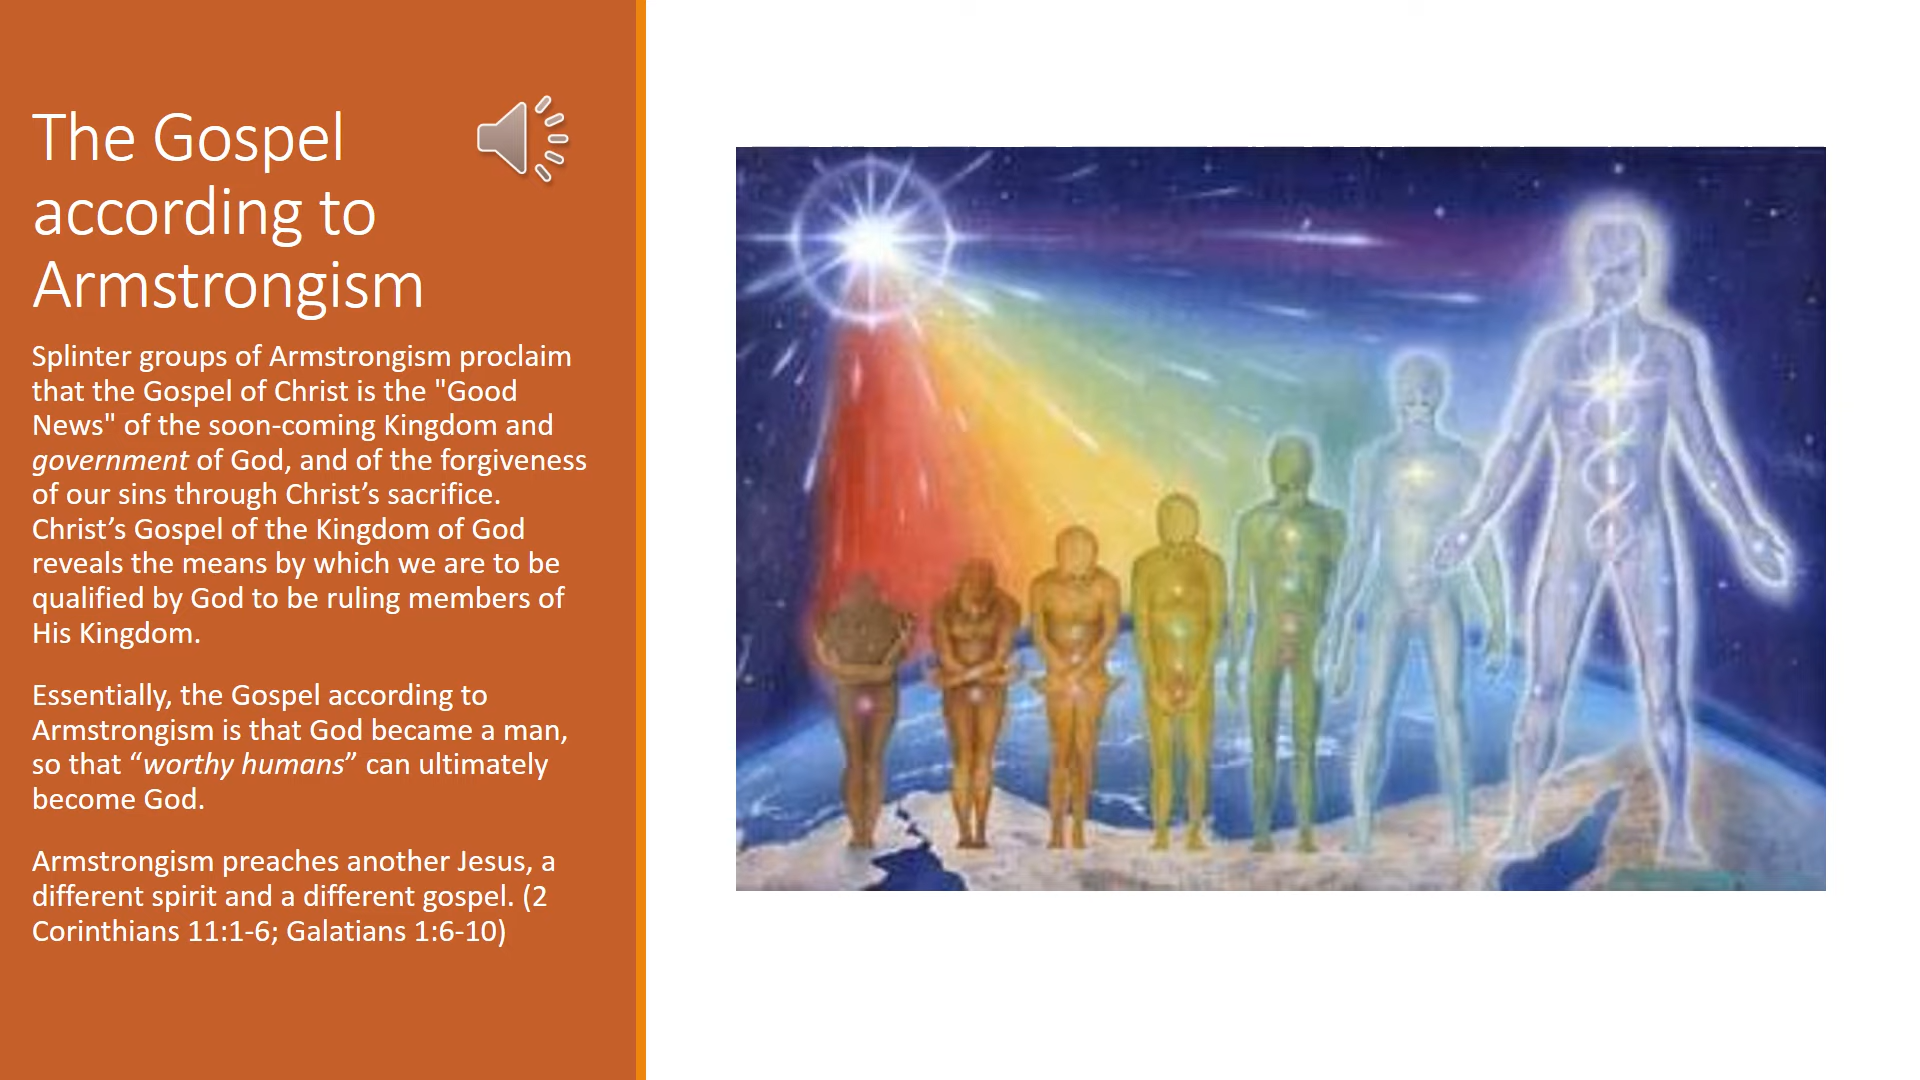 The Gospel
according to
Armstrongism
Splinter groups of Armstrongism proclaim
that the Gospel of Christ is the "Good
News" of the soon-coming Kingdom and
government of God, and of the forgiveness
of our sins through Christ’s sacrifice.
Christ’s Gospel of the Kingdom of God
reveals the means by which we are to be
qualified by God to be ruling members of
His Kingdom.
Essentially, the Gospel according to
Armstrongism is that God became a man,
so that “worthy humans” can ultimately
become God.
Armstrongism preaches another Jesus, a
different spirit and a different gospel. (2
Corinthians 11:1-6; Galatians 1:6-10)